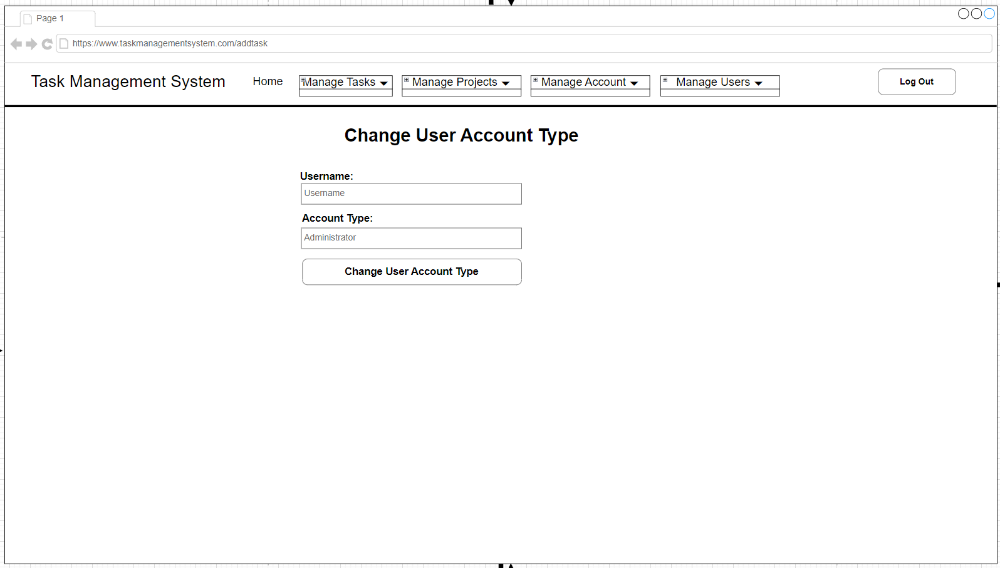 Page 1
https://www.taskmanagementsystem.com/addtask
Task Management System Home Manage Tasks Manage Projects Manage Account Manage Users Log Out
Change User Account Type
Username:
Username
Account Type:
Administrator
Change User Account Type